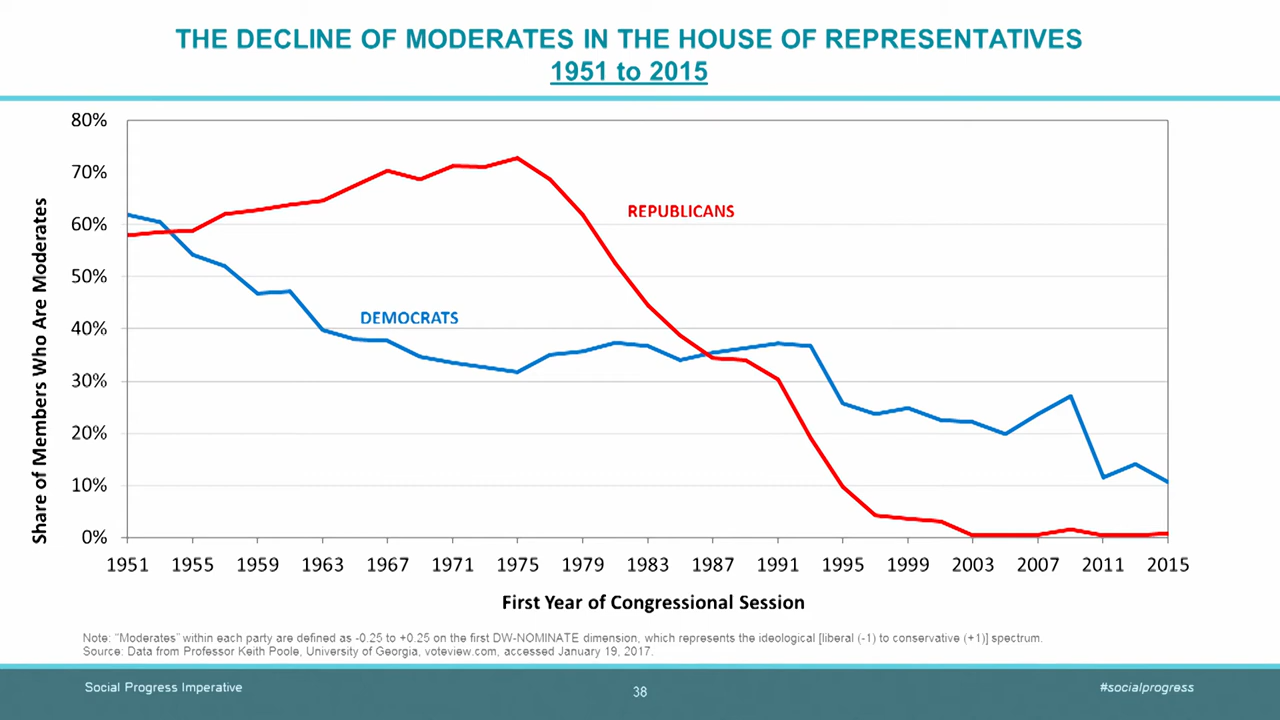 THE DECLINE OF MODERATES IN THE HOUSE OF REPRESENTATIVES
1951 to 2015
80%
70%
60%
50%
40%
30%
20%
10%
0%
Share of Members Who Are Moderates
REPUBLICANS
DEMOCRATS
1951 1955 1959 1963 1967 1971 1975 1979 1983 1987 1991 1995 1999 2003 2007 2011 2015
First Year of Congressional Session
Note: "Moderates" within each party are defined as -0.25 to +0.25 on the first DW-NOMINATE dimension, which represents the ideological [liberal (-1) to conservative (+1)] spectrum.
Source: Data from Professor Keith Poole, University of Georgia, voteview.com, accessed January 19, 2017.
Social Progress Imperative
38
#socialprogress